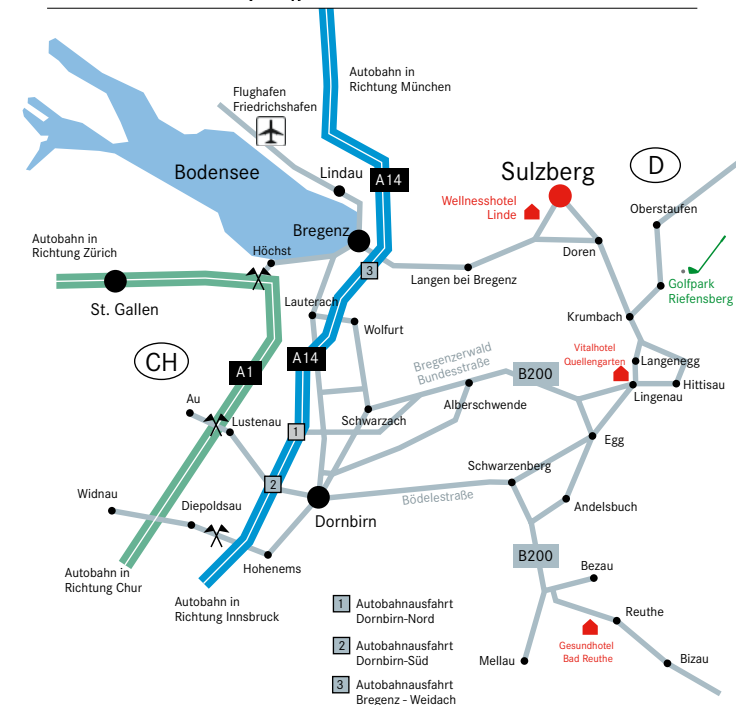 Autobahn in
Richtung München
Flughafen
Friedrichshafen
A14
Lindau
Bodensee
Sulzberg
D
Wellnesshotel
Linde
Oberstaufen
Bregenz
Autobahn in
Richtung Zürich
Höchst
Doren
3
Langen bei Bregenz
Golfpark
Riefensberg
St. Gallen
Lauterach
Wolfurt
Krumbach
CH
A1
A14
Bregenzerwald
Bundesstraße
B200
Vitalhotel
Quellengarten
Langenegg
Hittisau
Lingenau
Au
Lustenau
1
Schwarzach
Alberschwende
Egg
Schwarzenberg
2
Widnau
Diepoldsau
Dornbirn
Bödelestraße
Andelsbuch
B200
Hohenems
Bezau
Autobahn in
Richtung Chur
Autobahn in
Richtung Innsbruck
Reuthe
Gesundhotel
Bad Reuthe
Mellau
Bizau
1 Autobahnausfahrt
Dornbirn-Nord
2 Autobahnausfahrt
Dornbirn-Süd
3 Autobahnausfahrt
Bregenz - Weidach